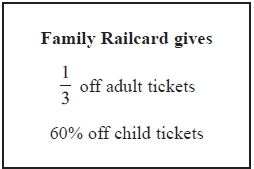 Family Railcard gives
1/3 off adult tickets
60% off child tickets